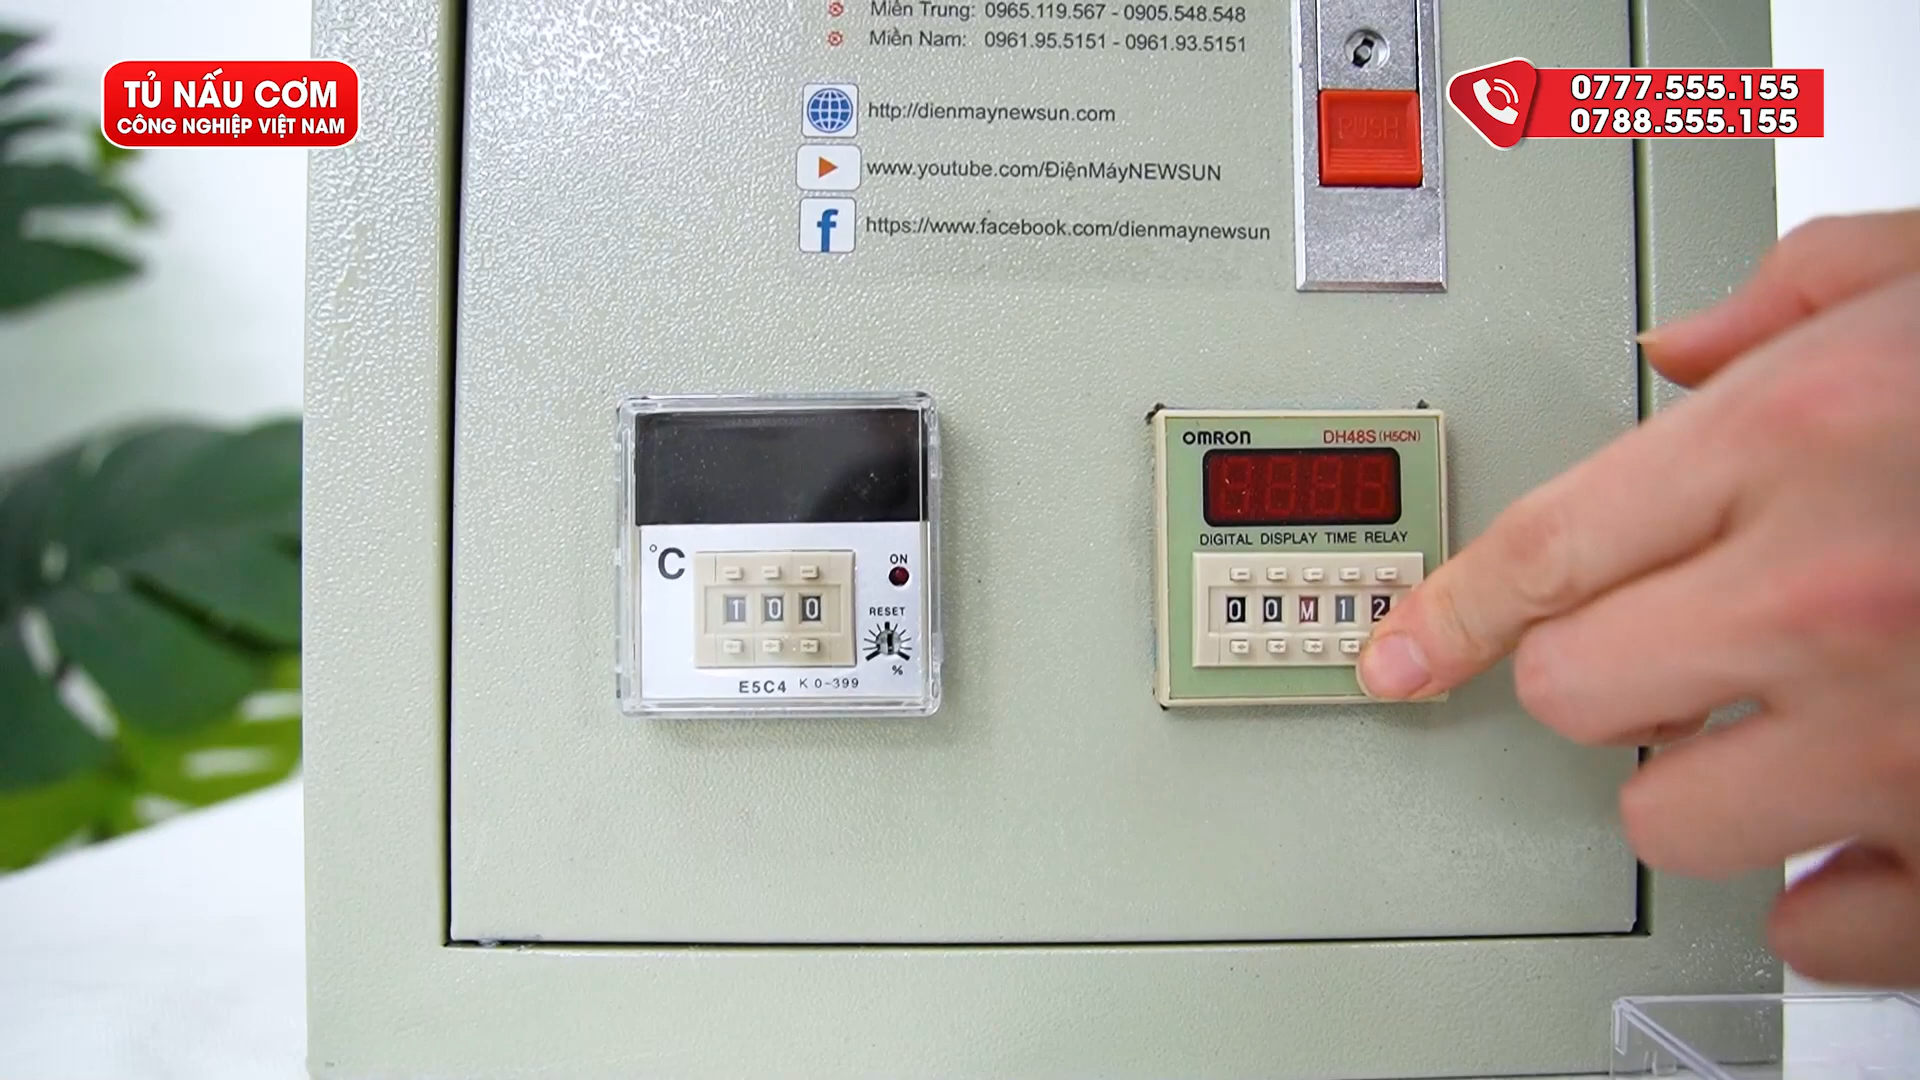 Miền Trung: 0965.119.567 - 0905.548.548
Miền Nam: 0961.95.5151 - 0961.93.5151
TỦ NẤU CƠM
CÔNG NGHIỆP VIỆT NAM
0777.555.155
0788.555.155
http://dienmaynewsun.com
www.youtube.com/ĐiệnMáyNEWSUN
https://www.facebook.com/dienmaynewsun
PUSH
°C
1 0 0
ON
RESET
%
E5C4 K 0-399
OMRON DH48S (H5CN)
DIGITAL DISPLAY TIME RELAY
0 0 M 1 2